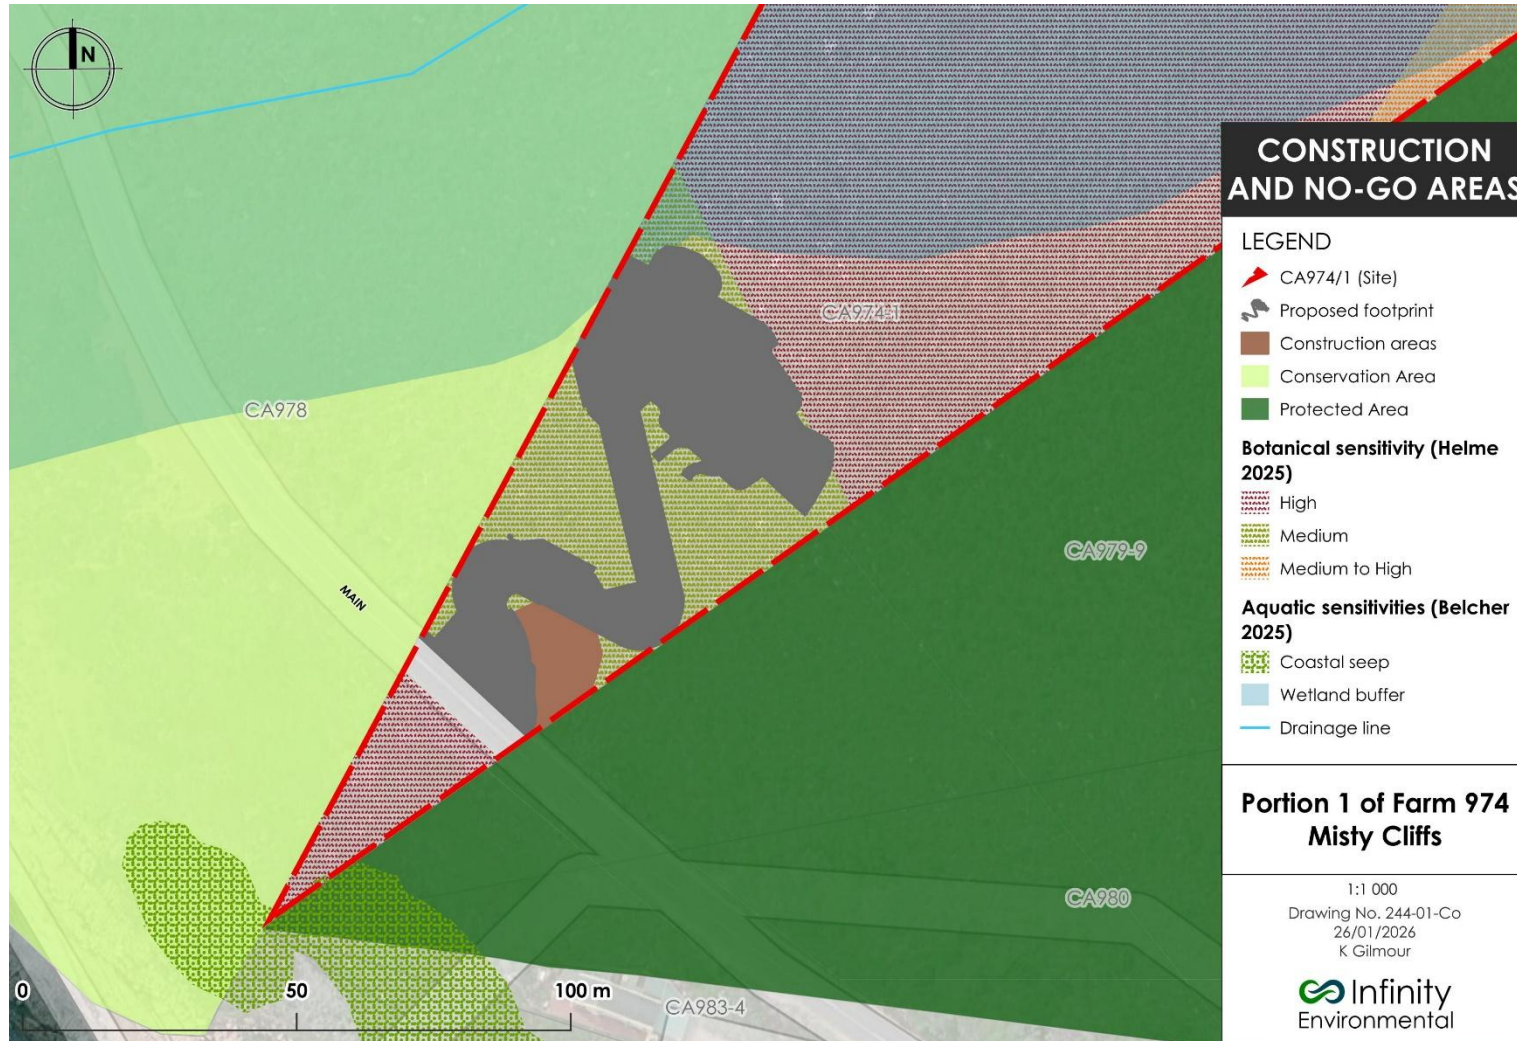 N
CA978
CA974-1
CA979-9
MAIN
CA980
CA983-4
0
50
100 m
CONSTRUCTION
AND NO-GO AREAS
LEGEND
CA974/1 (Site)
Proposed footprint
Construction areas
Conservation Area
Protected Area
Botanical sensitivity (Helme
2025)
High
Medium
Medium to High
Aquatic sensitivities (Belcher
2025)
Coastal seep
Wetland buffer
Drainage line
Portion 1 of Farm 974
Misty Cliffs
1:1 000
Drawing No. 244-01-Co
26/01/2026
K Gilmour
Infinity
Environmental